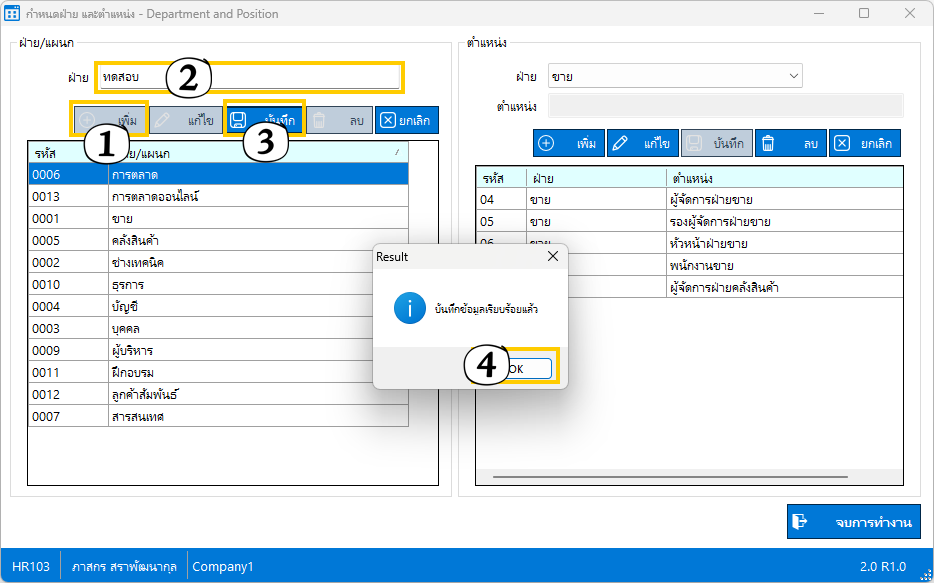 กำหนดฝ่าย และตำแหน่ง - Department and Position
ฝ่าย/แผนก
ฝ่าย ทดสอบ
2
เพิ่ม แก้ไข บันทึก ลบ ยกเลิก
1 3
รหัส /แผนก
0006 การตลาด
0013 การตลาดออนไลน์
0001 ขาย
0005 คลังสินค้า
0002 ช่างเทคนิค
0010 ธุรการ
0004 บัญชี
0003 บุคคล
0009 ผู้บริหาร
0011 ฝึกอบรม
0012 ลูกค้าสัมพันธ์
0007 สารสนเทศ
ตำแหน่ง
ฝ่าย ขาย
ตำแหน่ง
เพิ่ม แก้ไข บันทึก ลบ ยกเลิก
รหัส ฝ่าย ตำแหน่ง
04 ขาย ผู้จัดการฝ่ายขาย
05 ขาย รองผู้จัดการฝ่ายขาย
06 ขาย หัวหน้าฝ่ายขาย
พนักงานขาย
ผู้จัดการฝ่ายคลังสินค้า
Result
บันทึกข้อมูลเรียบร้อยแล้ว
4 OK
จบการทำงาน
HR103 ภาสกร สราพัฒนากุล Company1 2.0 R1.0